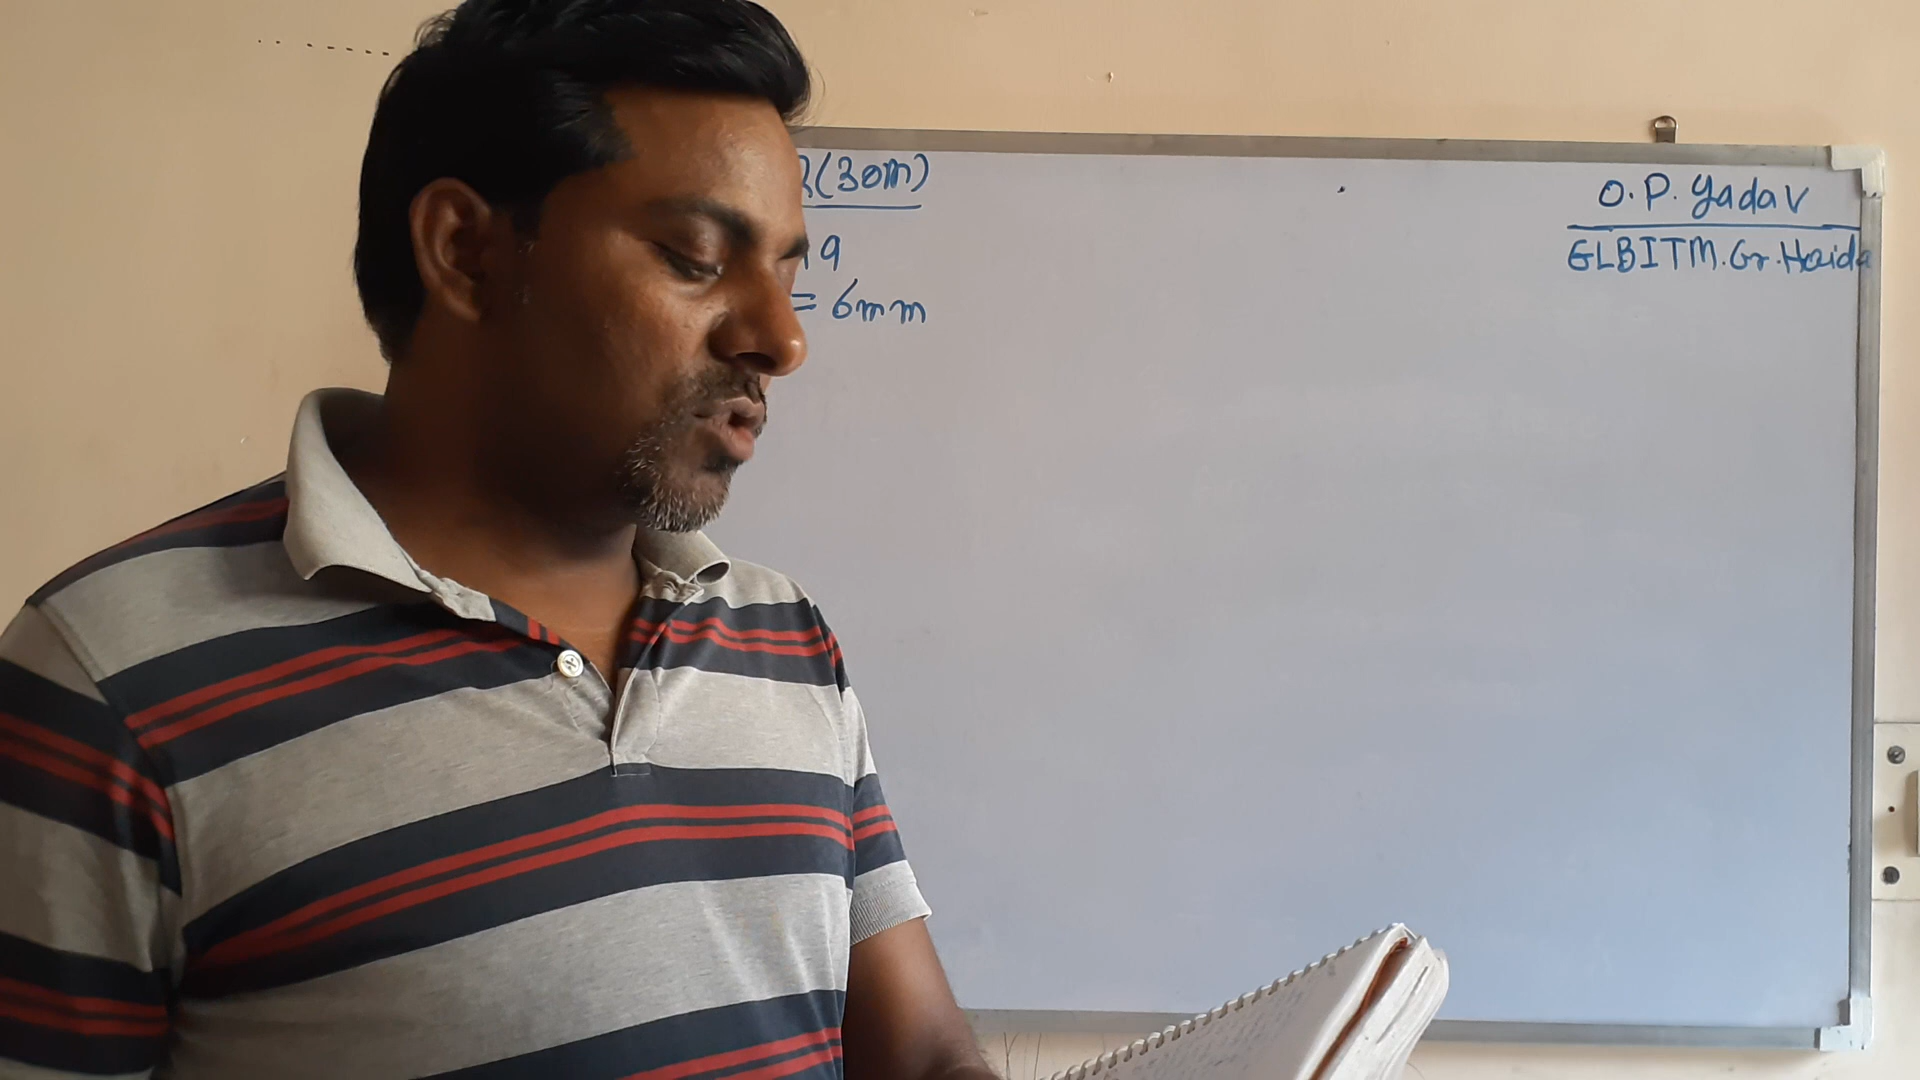 (30m)
O.P. Yadav
GLBITM.Gr.Noida
9
= 6mm